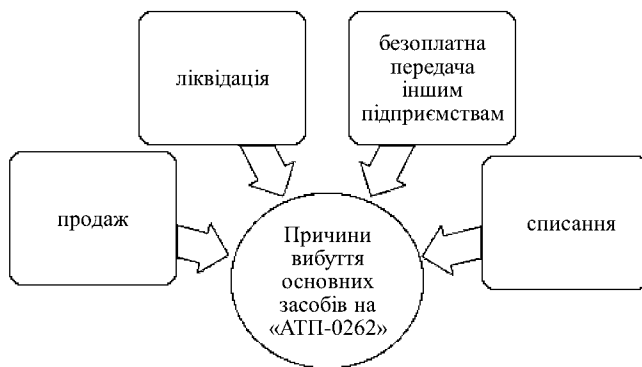 ліквідація
безоплатна
передача
іншим
підприємствам
продаж
списання
Причини
вибуття
основних
засобів на
«АТП-0262»